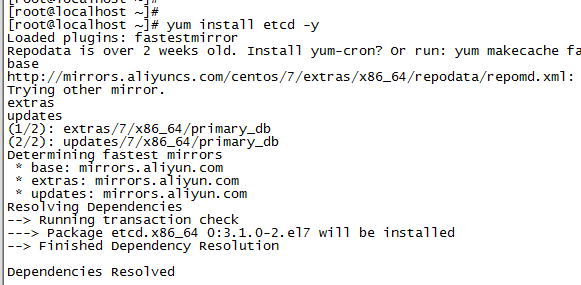 [root@localhost ~]#
[root@localhost ~]#
[root@localhost ~]# yum install etcd -y
Loaded plugins: fastestmirror
Repodata is over 2 weeks old. Install yum-cron? Or run: yum makecache fa
base
http://mirrors.aliyuncs.com/centos/7/extras/x86_64/repodata/repomd.xml:
Trying other mirror.
extras
updates
(1/2): extras/7/x86_64/primary_db
(2/2): updates/7/x86_64/primary_db
Determining fastest mirrors
 * base: mirrors.aliyun.com
 * extras: mirrors.aliyun.com
 * updates: mirrors.aliyun.com
Resolving Dependencies
--> Running transaction check
---> Package etcd.x86_64 0:3.1.0-2.el7 will be installed
--> Finished Dependency Resolution
Dependencies Resolved